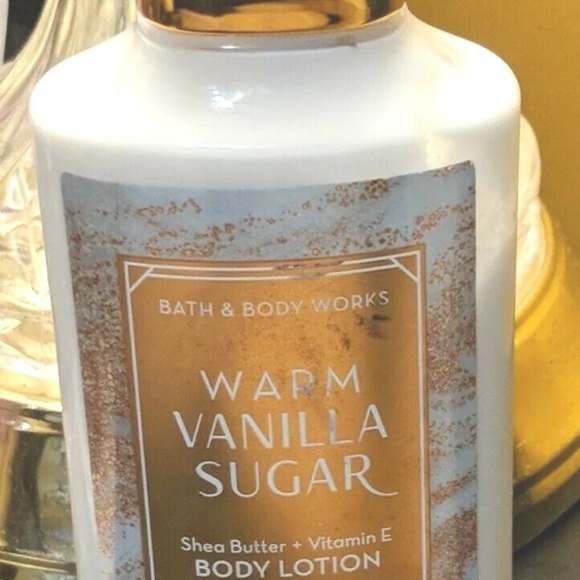 BATH & BODY WORKS
WARM
VANILLA
SUGAR
Shea Butter + Vitamin E
BODY LOTION